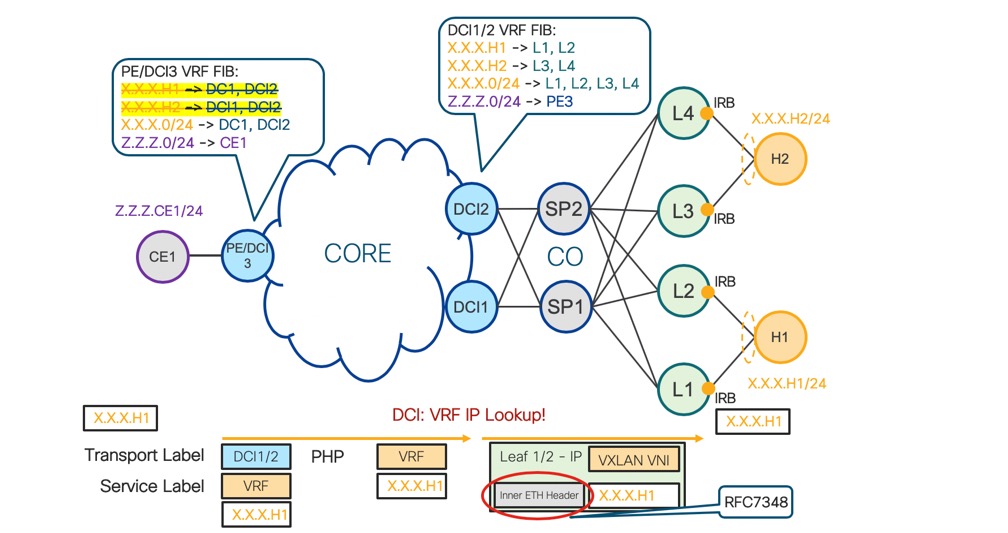 DCI1/2 VRF FIB:
X.X.X.H1 -> L1, L2
X.X.X.H2 -> L3, L4
X.X.X.0/24 -> L1, L2, L3, L4
Z.Z.Z.0/24 -> PE3
PE/DCI3 VRF FIB:
X.X.X.H1 -> DC1, DCI2
X.X.X.H2 -> DCI1, DCI2
X.X.X.0/24 -> DC1, DCI2
Z.Z.Z.0/24 -> CE1
L4
IRB
X.X.X.H2/24
H2
Z.Z.Z.CE1/24
DCI2
SP2
L3
IRB
CE1
PE/DCI
3
CORE
CO
L2
IRB
DCI1
SP1
H1
X.X.X.H1/24
L1
IRB
X.X.X.H1
DCI: VRF IP Lookup!
X.X.X.H1
Transport Label
DCI1/2
PHP
VRF
Leaf 1/2 - IP
VXLAN VNI
Service Label
VRF
X.X.X.H1
Inner ETH Header
X.X.X.H1
RFC7348
X.X.X.H1